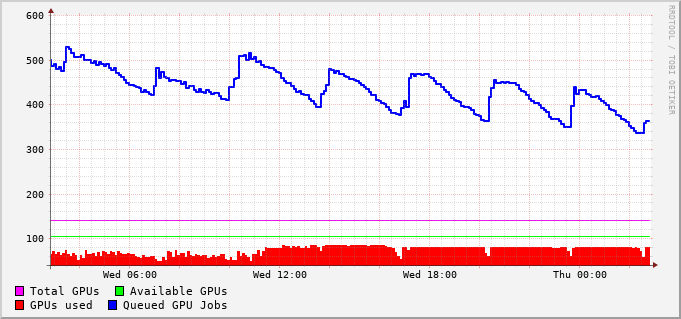 600
500
400
300
200
100
Wed 06:00 Wed 12:00 Wed 18:00 Thu 00:00
Total GPUs Available GPUs
GPUs used Queued GPU Jobs
RRDTOOL / TOBI OETIKER